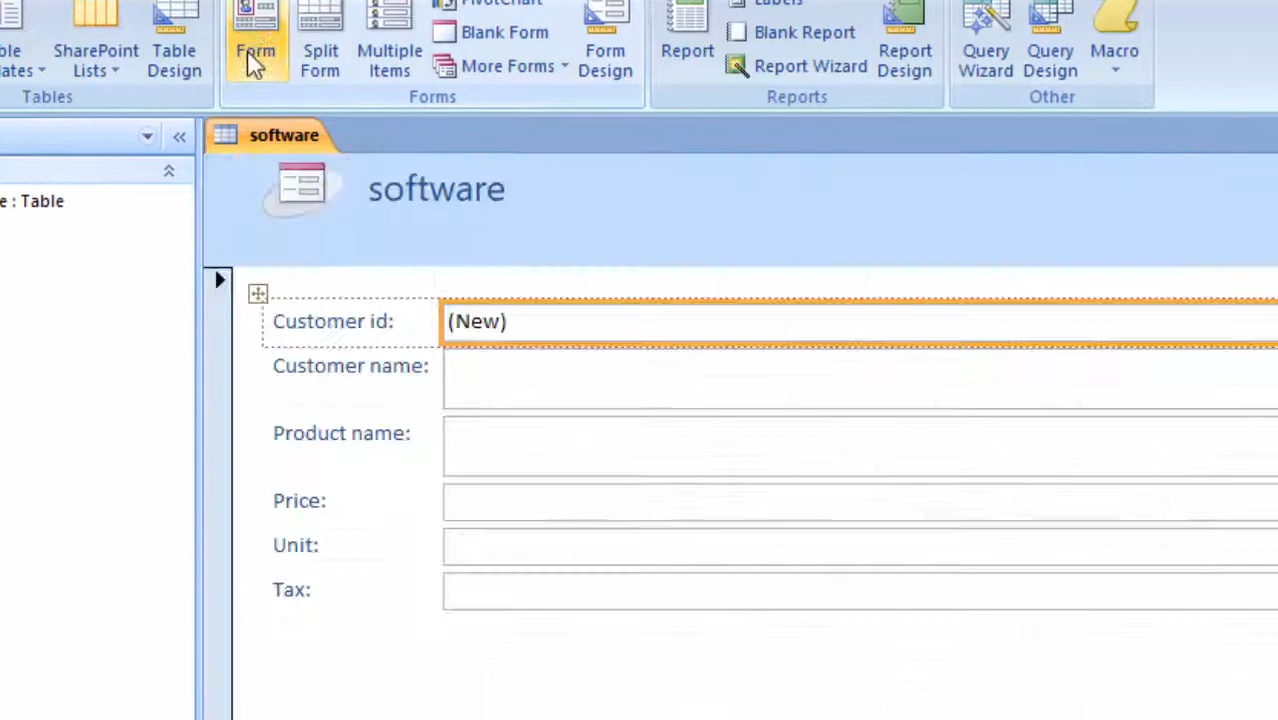 PivotChart
Labels
Form
Split Form
Multiple Items
Blank Form
More Forms
Form Design
Report
Blank Report
Report Wizard
Report Design
Query Wizard
Query Design
Macro
SharePoint Lists
Table Design
Tables
Forms
Reports
Other
software
: Table
software
Customer id:
(New)
Customer name:
Product name:
Price:
Unit:
Tax: